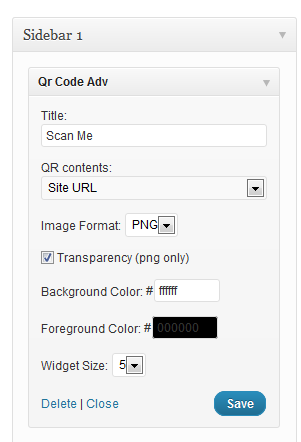 Sidebar 1
Qr Code Adv
Title:
Scan Me
QR contents:
Site URL
Image Format: PNG
Transparency (png only)
Background Color: # ffffff
Foreground Color: # 000000
Widget Size: 5
Delete | Close Save